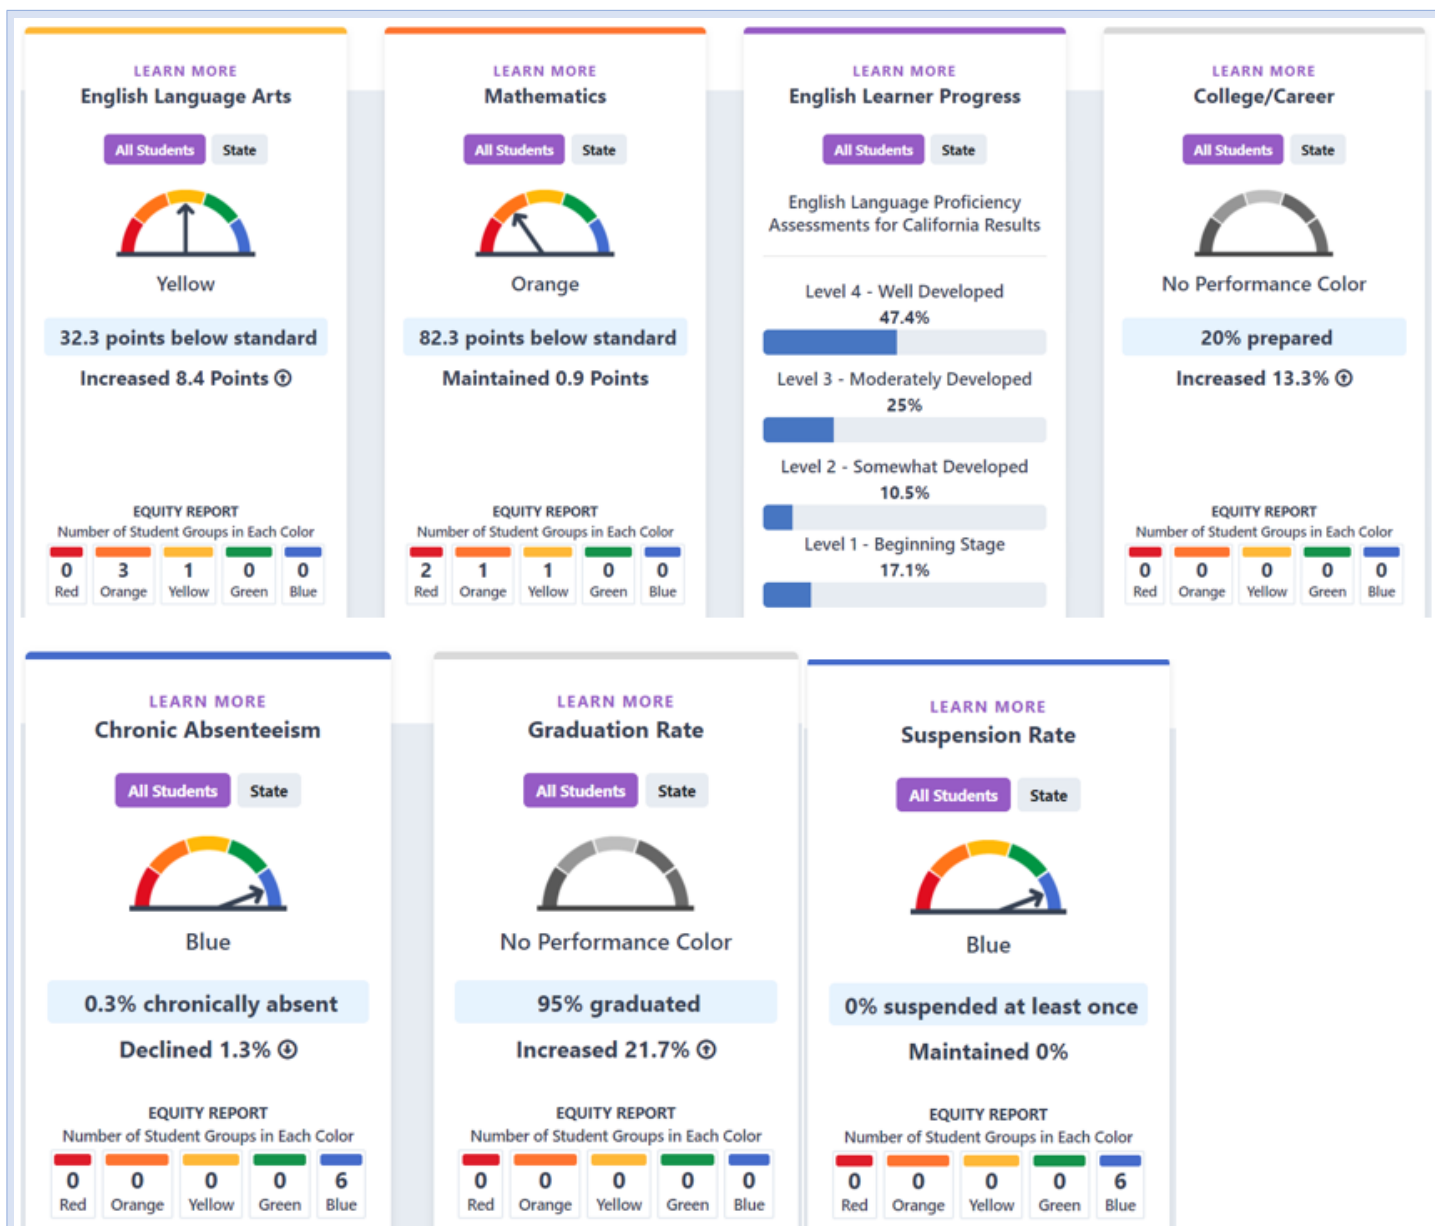 LEARN MORE
English Language Arts
All Students State
Yellow
32.3 points below standard
Increased 8.4 Points
EQUITY REPORT
Number of Student Groups in Each Color
0 3 1 0 0
Red Orange Yellow Green Blue
LEARN MORE
Mathematics
All Students State
Orange
82.3 points below standard
Maintained 0.9 Points
EQUITY REPORT
Number of Student Groups in Each Color
2 1 1 0 0
Red Orange Yellow Green Blue
LEARN MORE
English Learner Progress
All Students State
English Language Proficiency
Assessments for California Results
Level 4 - Well Developed
47.4%
Level 3 - Moderately Developed
25%
Level 2 - Somewhat Developed
10.5%
Level 1 - Beginning Stage
17.1%
LEARN MORE
College/Career
All Students State
No Performance Color
20% prepared
Increased 13.3%
EQUITY REPORT
Number of Student Groups in Each Color
0 0 0 0 0
Red Orange Yellow Green Blue
LEARN MORE
Chronic Absenteeism
All Students State
Blue
0.3% chronically absent
Declined 1.3%
EQUITY REPORT
Number of Student Groups in Each Color
0 0 0 0 6
Red Orange Yellow Green Blue
LEARN MORE
Graduation Rate
All Students State
No Performance Color
95% graduated
Increased 21.7%
EQUITY REPORT
Number of Student Groups in Each Color
0 0 0 0 0
Red Orange Yellow Green Blue
LEARN MORE
Suspension Rate
All Students State
Blue
0% suspended at least once
Maintained 0%
EQUITY REPORT
Number of Student Groups in Each Color
0 0 0 0 6
Red Orange Yellow Green Blue